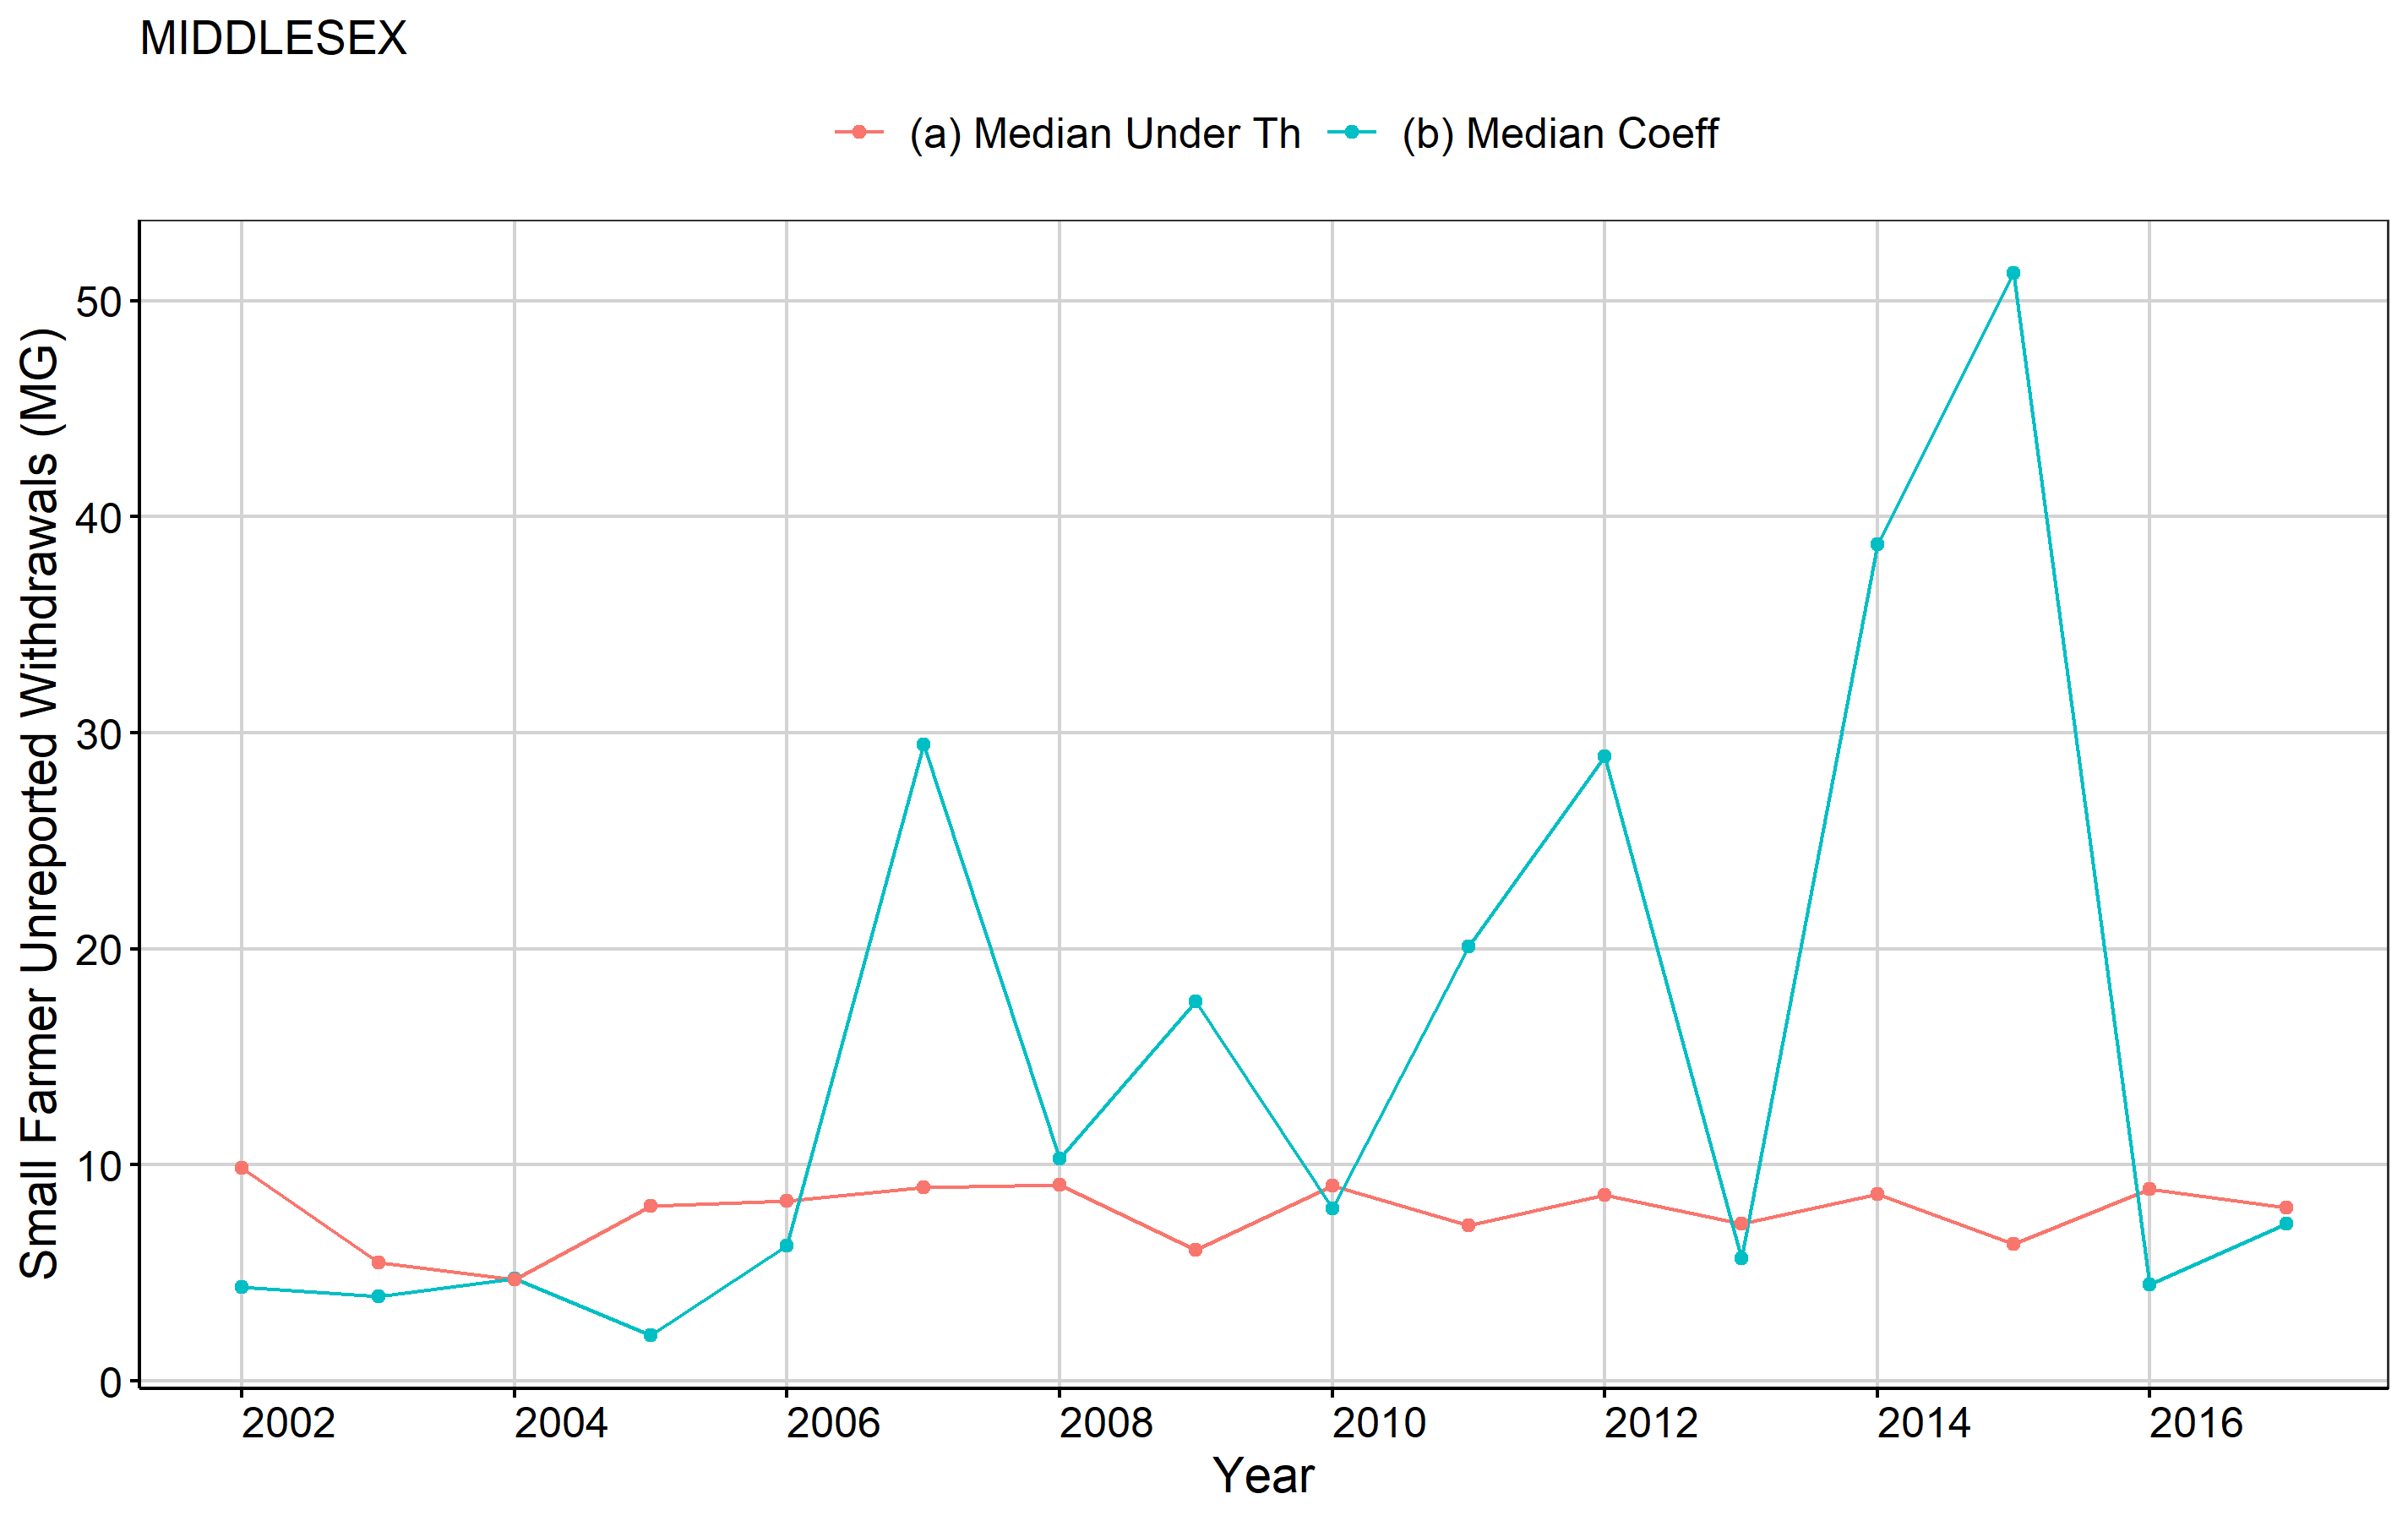 MIDDLESEX
(a) Median Under Th (b) Median Coeff
Small Farmer Unreported Withdrawals (MG)
50
40
30
20
10
0
2002 2004 2006 2008 2010 2012 2014 2016
Year